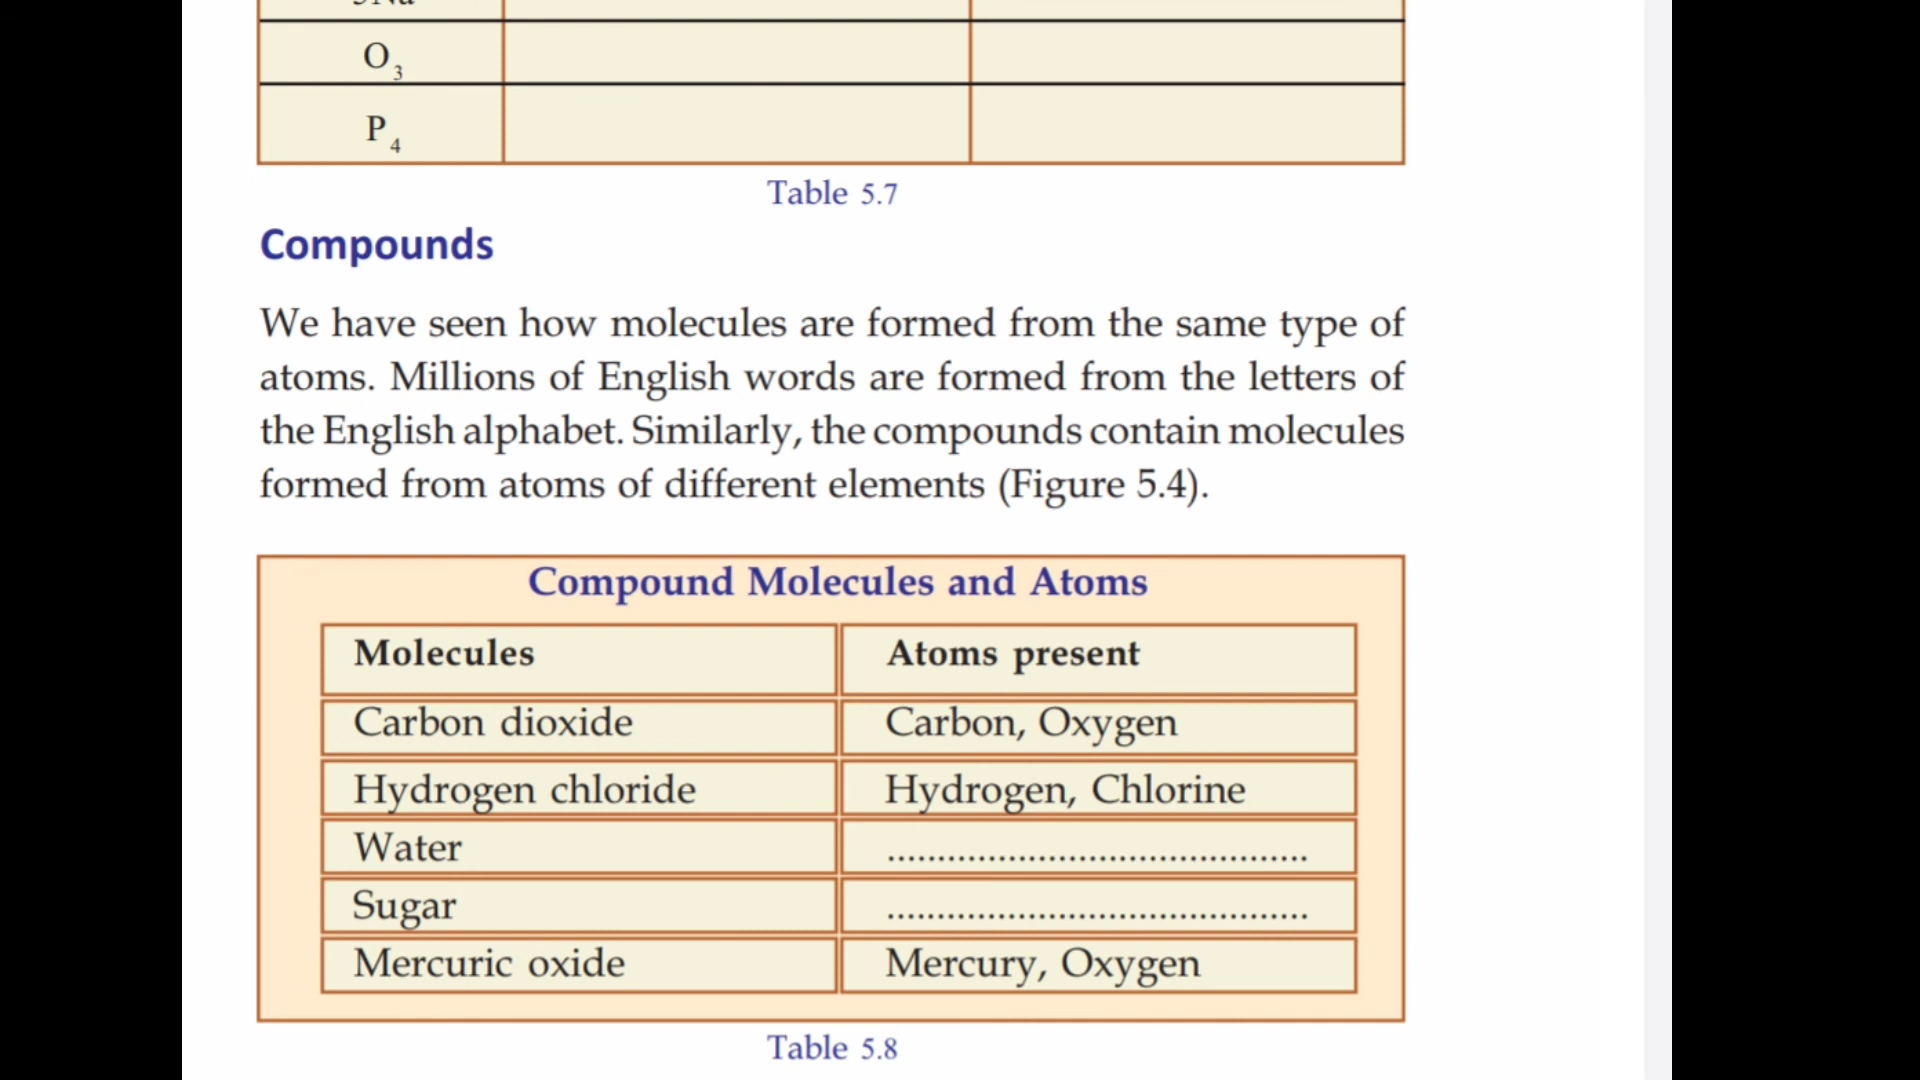 O3
P4
Table 5.7
Compounds
We have seen how molecules are formed from the same type of
atoms. Millions of English words are formed from the letters of
the English alphabet. Similarly, the compounds contain molecules
formed from atoms of different elements (Figure 5.4).
Compound Molecules and Atoms
Molecules Atoms present
Carbon dioxide Carbon, Oxygen
Hydrogen chloride Hydrogen, Chlorine
Water ..........................................
Sugar ..........................................
Mercuric oxide Mercury, Oxygen
Table 5.8